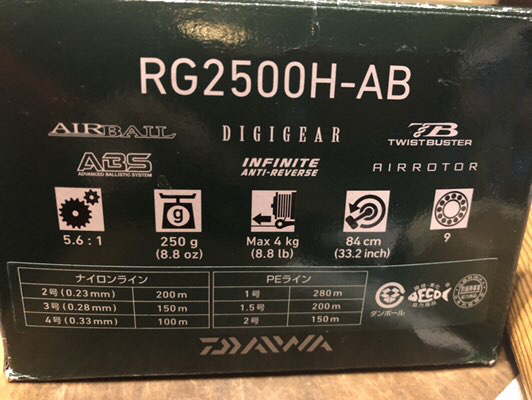 RG2500H-AB
AIRBAIL DIGIGEAR TB TWISTBUSTER
ABS ADVANCED BALLISTIC SYSTEM INFINITE ANTI-REVERSE AIRROTOR
g
5.6 : 1 250 g (8.8 oz) Max 4 kg (8.8 lb) 84 cm (33.2 inch) 9
ナイロンライン PEライン
2号(0.23mm) 200m 1号 280m
3号(0.28mm) 150m 1.5号 200m
4号(0.33mm) 100m 2号 150m
ダンボール
DAIWA